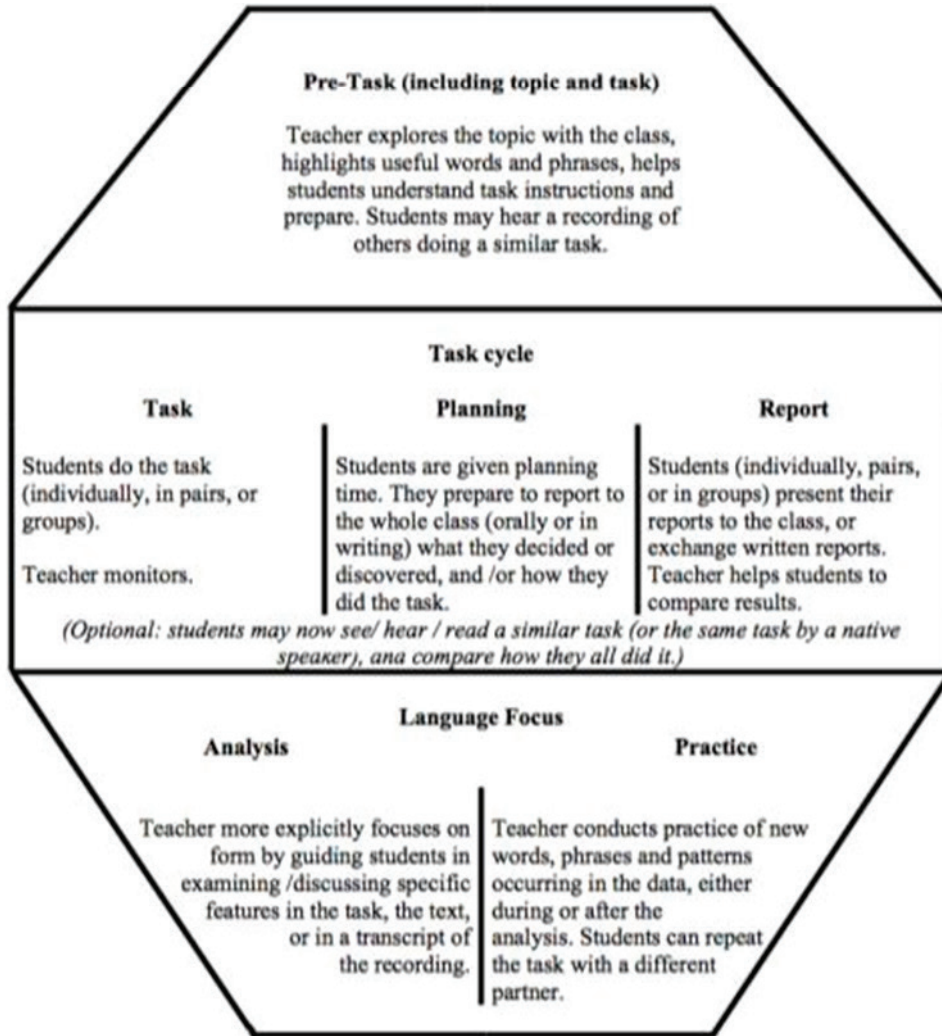 Pre-Task (including topic and task)
Teacher explores the topic with the class,
highlights useful words and phrases, helps
students understand task instructions and
prepare. Students may hear a recording of
others doing a similar task.
Task cycle
Task
Students do the task
(individually, in pairs, or
groups).
Teacher monitors.
Planning
Students are given planning
time. They prepare to report to
the whole class (orally or in
writing) what they decided or
discovered, and /or how they
did the task.
Report
Students (individually, pairs,
or in groups) present their
reports to the class, or
exchange written reports.
Teacher helps students to
compare results.
(Optional: students may now see/ hear / read a similar task (or the same task by a native
speaker), and compare how they all did it.)
Language Focus
Analysis
Teacher more explicitly focuses on
form by guiding students in
examining /discussing specific
features in the task, the text,
or in a transcript of
the recording.
Practice
Teacher conducts practice of new
words, phrases and patterns
occurring in the data, either
during or after the
analysis. Students can repeat
the task with a different
partner.